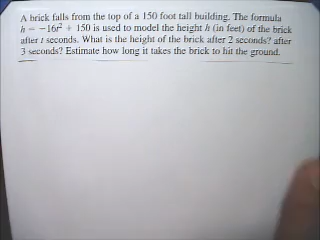 A brick falls from the top of a 150 foot tall building. The formula
h = −16t² + 150 is used to model the height h (in feet) of the brick
after t seconds. What is the height of the brick after 2 seconds? after
3 seconds? Estimate how long it takes the brick to hit the ground.